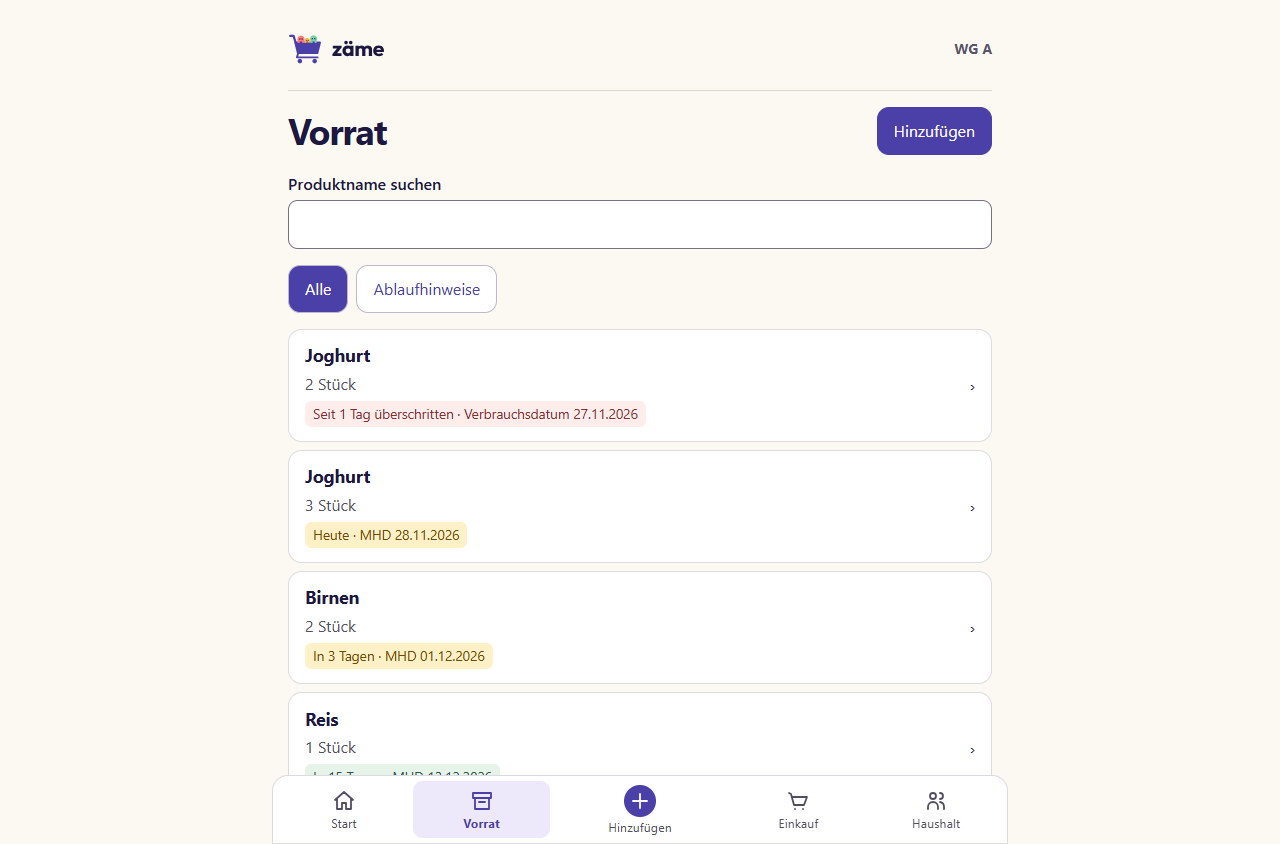 zäme
WG A
Vorrat
Hinzufügen
Produktname suchen
Alle
Ablaufhinweise
Joghurt
2 Stück
Seit 1 Tag überschritten · Verbrauchsdatum 27.11.2026
›
Joghurt
3 Stück
Heute · MHD 28.11.2026
›
Birnen
2 Stück
In 3 Tagen · MHD 01.12.2026
›
Reis
1 Stück
›
Start
Vorrat
Hinzufügen
Einkauf
Haushalt